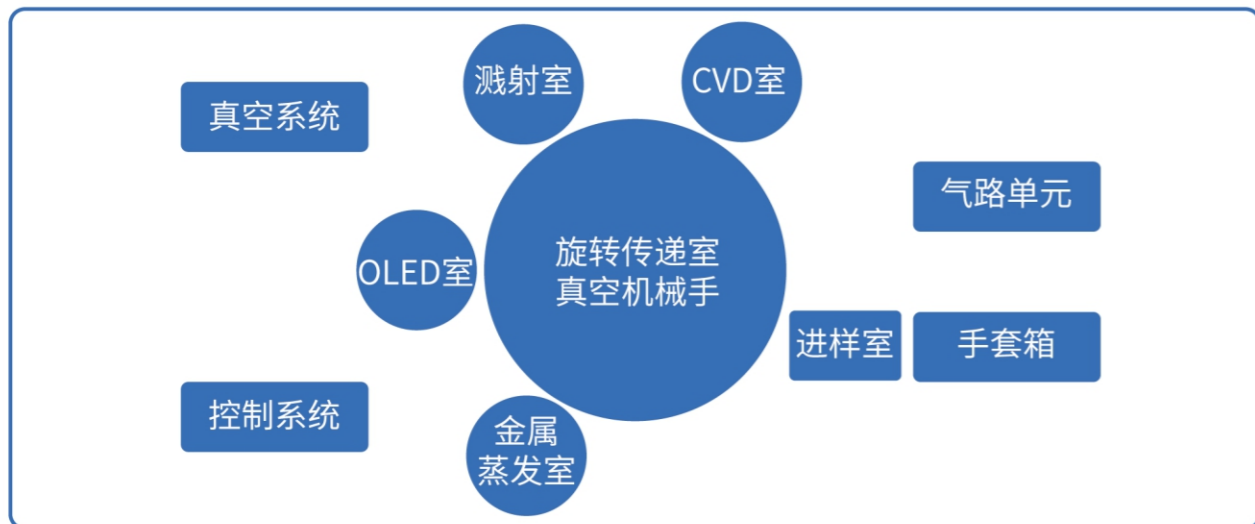 溅射室
CVD室
真空系统
气路单元
旋转传递室
真空机械手
OLED室
进样室
手套箱
控制系统
金属
蒸发室